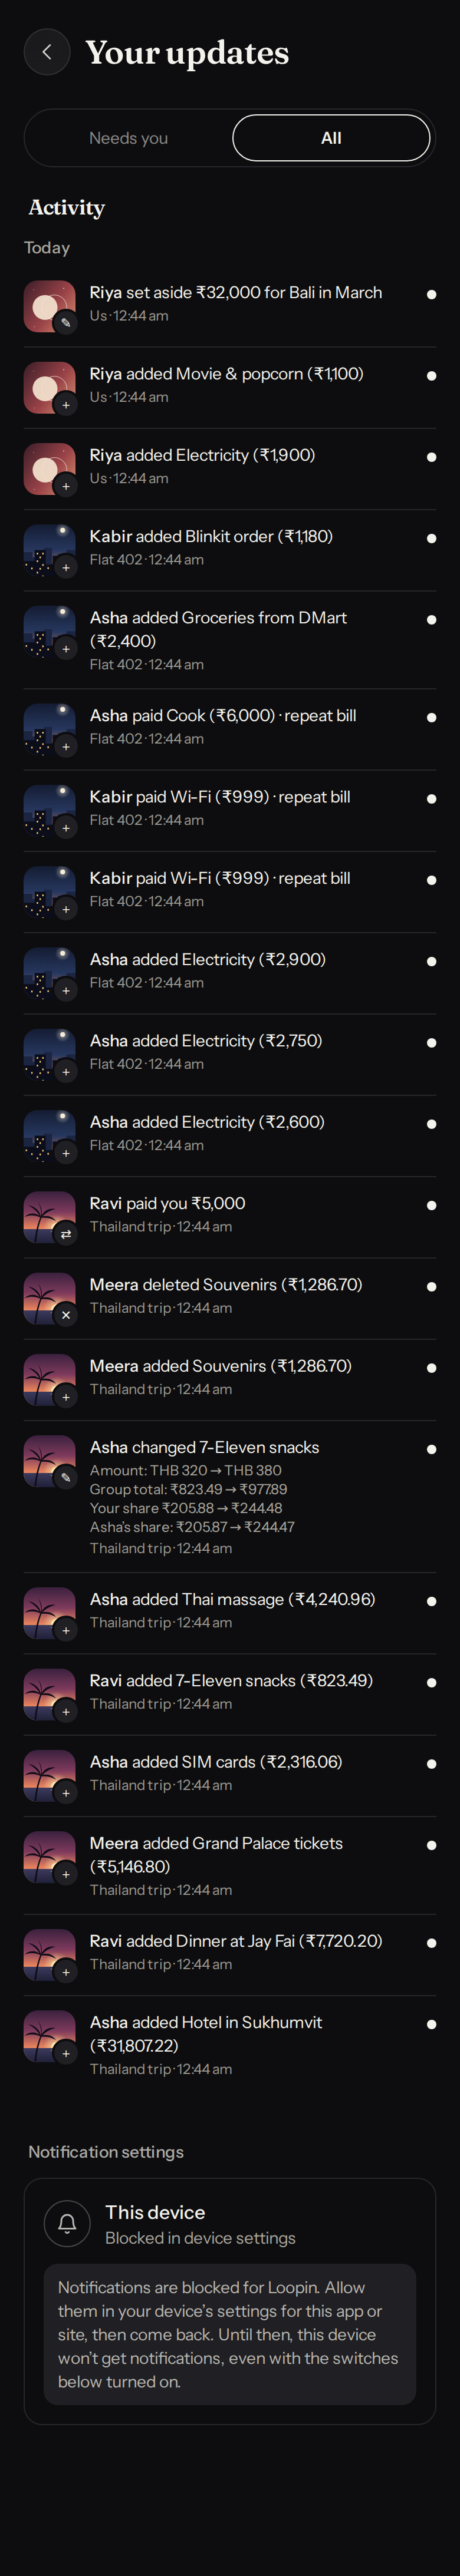 Your updates
Needs you
All
Activity
Today
Riya set aside ₹32,000 for Bali in March
Us · 12:44 am
Riya added Movie & popcorn (₹1,100)
Us · 12:44 am
Riya added Electricity (₹1,900)
Us · 12:44 am
Kabir added Blinkit order (₹1,180)
Flat 402 · 12:44 am
Asha added Groceries from DMart
(₹2,400)
Flat 402 · 12:44 am
Asha paid Cook (₹6,000) · repeat bill
Flat 402 · 12:44 am
Kabir paid Wi-Fi (₹999) · repeat bill
Flat 402 · 12:44 am
Kabir paid Wi-Fi (₹999) · repeat bill
Flat 402 · 12:44 am
Asha added Electricity (₹2,900)
Flat 402 · 12:44 am
Asha added Electricity (₹2,750)
Flat 402 · 12:44 am
Asha added Electricity (₹2,600)
Flat 402 · 12:44 am
Ravi paid you ₹5,000
Thailand trip · 12:44 am
Meera deleted Souvenirs (₹1,286.70)
Thailand trip · 12:44 am
Meera added Souvenirs (₹1,286.70)
Thailand trip · 12:44 am
Asha changed 7-Eleven snacks
Amount: THB 320 → THB 380
Group total: ₹823.49 → ₹977.89
Your share ₹205.88 → ₹244.48
Asha's share: ₹205.87 → ₹244.47
Thailand trip · 12:44 am
Asha added Thai massage (₹4,240.96)
Thailand trip · 12:44 am
Ravi added 7-Eleven snacks (₹823.49)
Thailand trip · 12:44 am
Asha added SIM cards (₹2,316.06)
Thailand trip · 12:44 am
Meera added Grand Palace tickets
(₹5,146.80)
Thailand trip · 12:44 am
Ravi added Dinner at Jay Fai (₹7,720.20)
Thailand trip · 12:44 am
Asha added Hotel in Sukhumvit
(₹31,807.22)
Thailand trip · 12:44 am
Notification settings
This device
Blocked in device settings
Notifications are blocked for Loopin. Allow
them in your device’s settings for this app or
site, then come back. Until then, this device
won’t get notifications, even with the switches
below turned on.